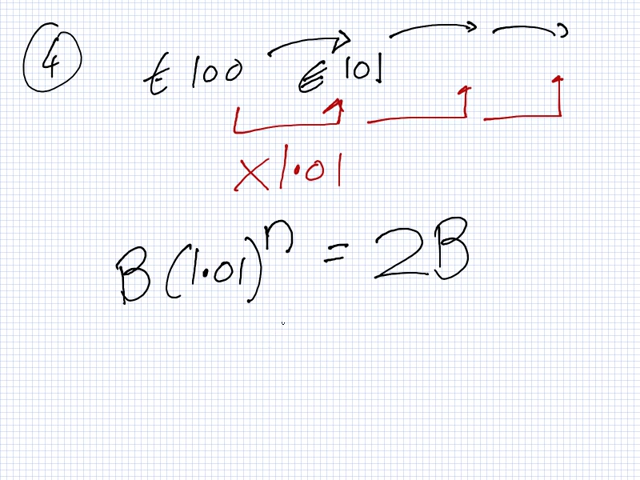 ④ €100 €101
×1.01
B(1.01)ⁿ = 2B